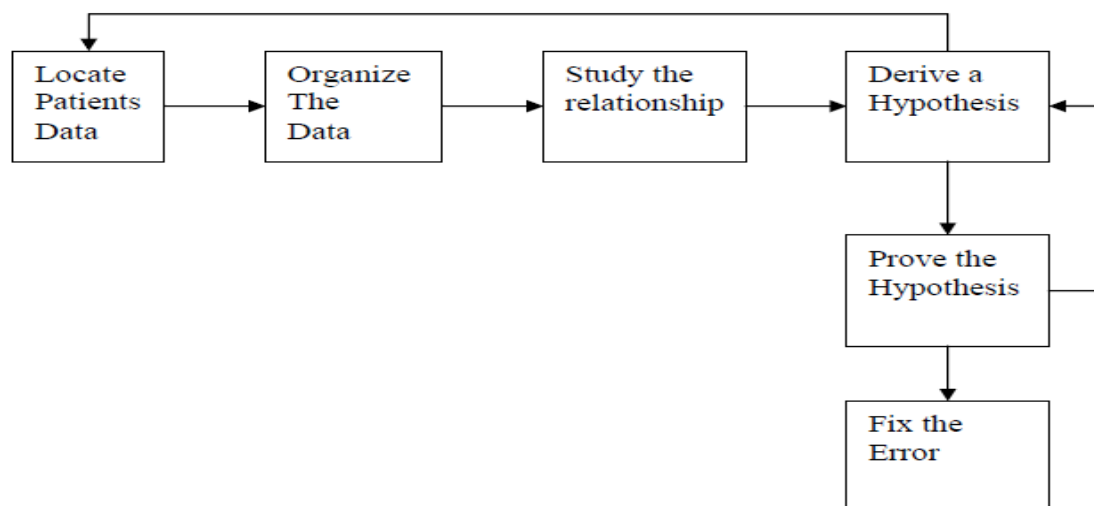 Locate
Patients
Data
Organize
The
Data
Study the
relationship
Derive a
Hypothesis
Prove the
Hypothesis
Fix the
Error